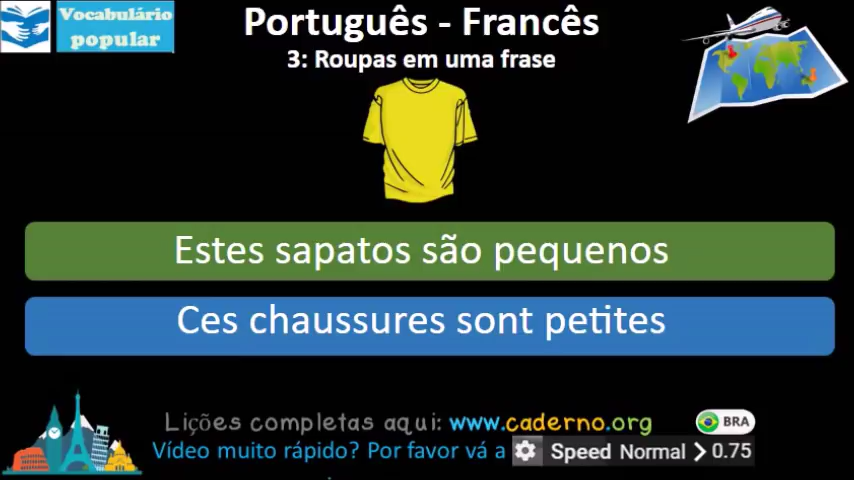 Vocabulário
popular
Português - Francês
3: Roupas em uma frase
Estes sapatos são pequenos
Ces chaussures sont petites
Lições completas aqui: www.caderno.org
BRA
Vídeo muito rápido? Por favor vá a Speed Normal > 0.75